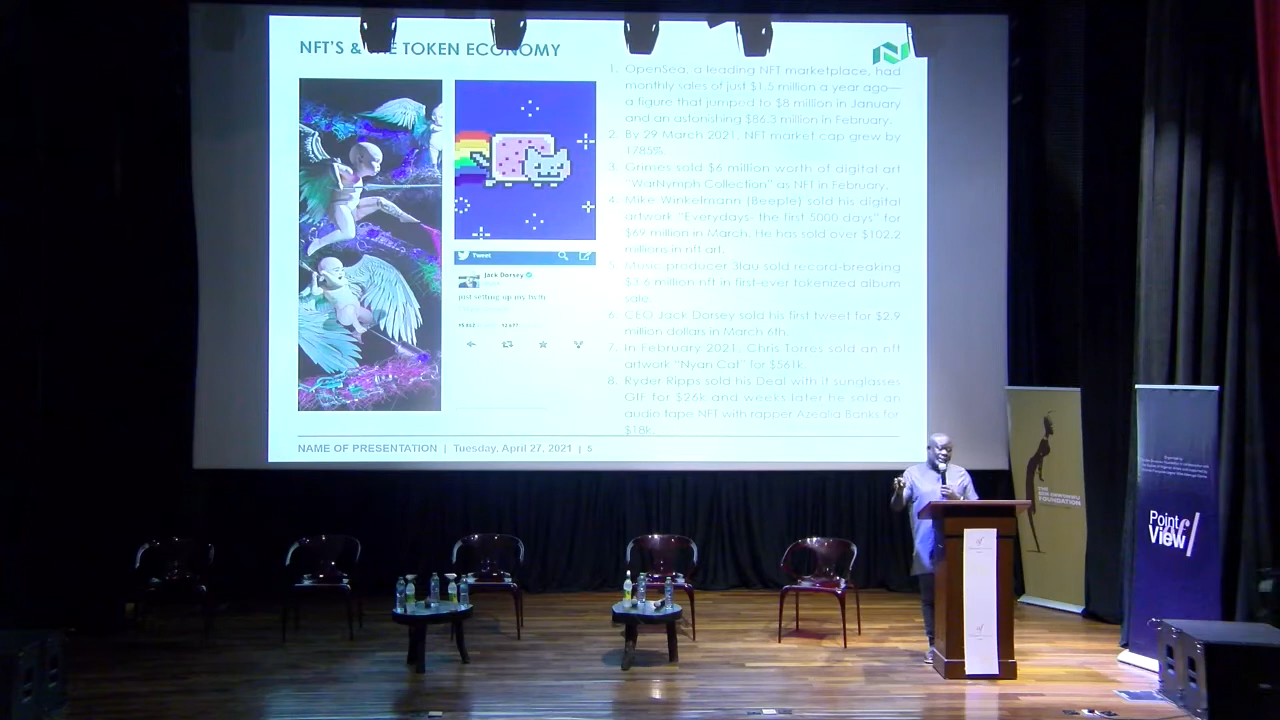 NFT'S & THE TOKEN ECONOMY
1. OpenSea, a leading NFT marketplace, had
monthly sales of just $1.5 million a year ago—
a figure that jumped to $8 million in January
and an astonishing $86.3 million in February.
2. By 29 March 2021, NFT market cap grew by
1785%
3. Grimes sold $6 million worth of digital art
"WarNymph Collection" as NFT in February.
4. Mike Winkelmann (Beeple) sold his digital
artwork "Everydays- the first 5000 days" for
$69 million in March. He has sold over $102.2
millions in nft art.
5. Music producer 3lau sold record-breaking
$3.6 million nft in first-ever tokenized album
sale.
6. CEO Jack Dorsey sold his first tweet for $2.9
million dollars in March 6th.
7. In February 2021, Chris Torres sold an nft
artwork "Nyan Cat" for $561k.
8. Ryder Ripps sold his Deal with it sunglasses
GIF for $26k and weeks later he sold an
audio tape NFT with rapper Azealia Banks for
$18k.
Tweet
Jack Dorsey
just setting up my twttr
NAME OF PRESENTATION | Tuesday, April 27, 2021 | 5
THE
BEN ENWONWU
FOUNDATION
Point
of
View